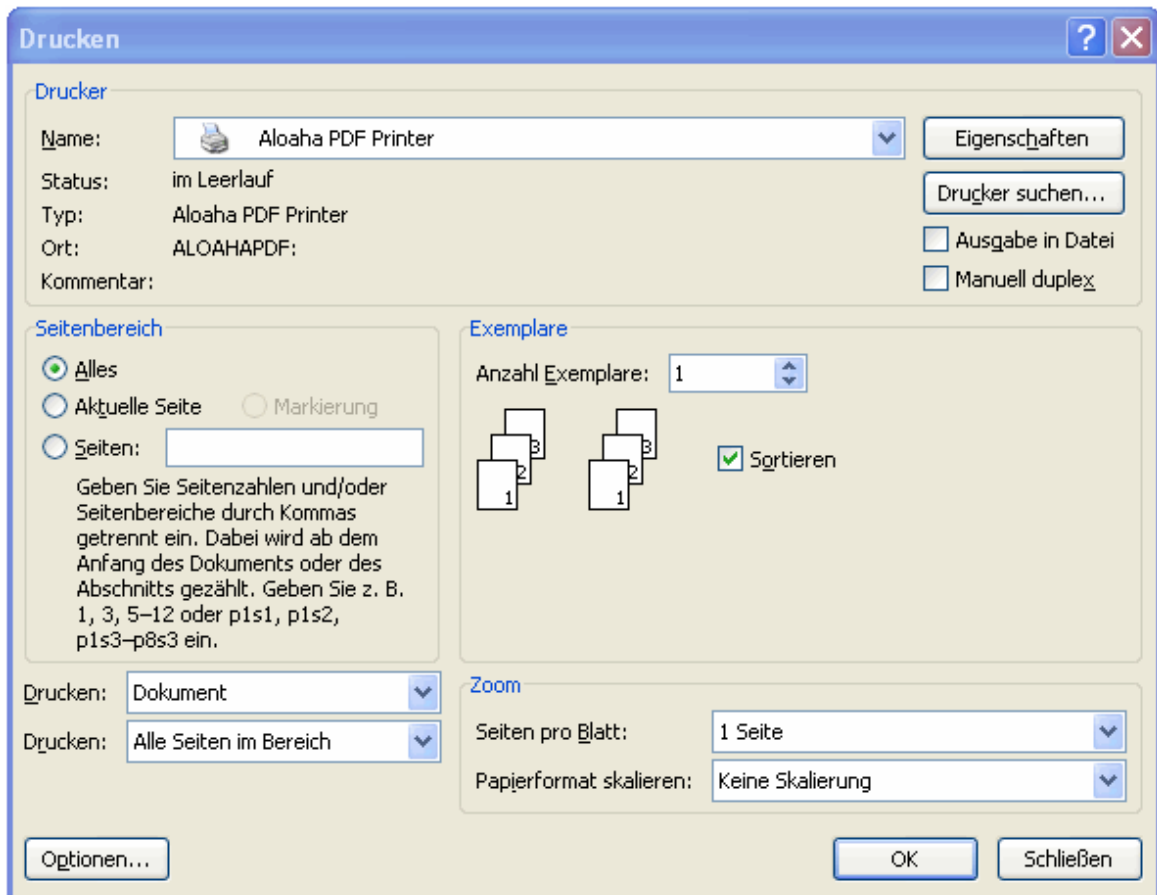 Drucken
Drucker
Name: Aloaha PDF Printer
Eigenschaften
Status: im Leerlauf
Drucker suchen...
Typ: Aloaha PDF Printer
Ort: ALOAHAPDF:
Ausgabe in Datei
Kommentar:
Manuell duplex
Seitenbereich
Alles
Aktuelle Seite Markierung
Seiten:
Geben Sie Seitenzahlen und/oder
Seitenbereiche durch Kommas
getrennt ein. Dabei wird ab dem
Anfang des Dokuments oder des
Abschnitts gezählt. Geben Sie z. B.
1, 3, 5–12 oder p1s1, p1s2,
p1s3–p8s3 ein.
Exemplare
Anzahl Exemplare: 1
3 3
2 2
1 1
Sortieren
Drucken: Dokument
Drucken: Alle Seiten im Bereich
Zoom
Seiten pro Blatt: 1 Seite
Papierformat skalieren: Keine Skalierung
Optionen...
OK
Schließen